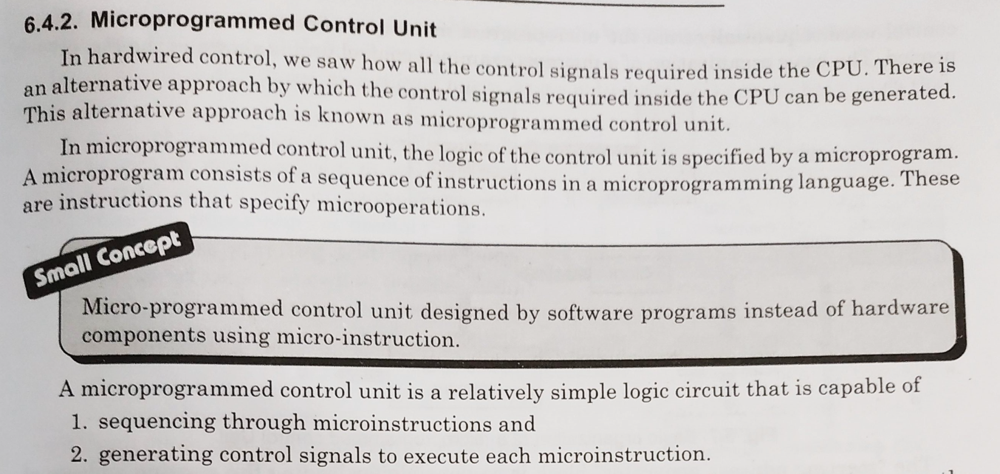 6.4.2. Microprogrammed Control Unit
In hardwired control, we saw how all the control signals required inside the CPU. There is
an alternative approach by which the control signals required inside the CPU can be generated.
This alternative approach is known as microprogrammed control unit.
In microprogrammed control unit, the logic of the control unit is specified by a microprogram.
A microprogram consists of a sequence of instructions in a microprogramming language. These
are instructions that specify microoperations.
Small Concept
Micro-programmed control unit designed by software programs instead of hardware
components using micro-instruction.
A microprogrammed control unit is a relatively simple logic circuit that is capable of
1. sequencing through microinstructions and
2. generating control signals to execute each microinstruction.